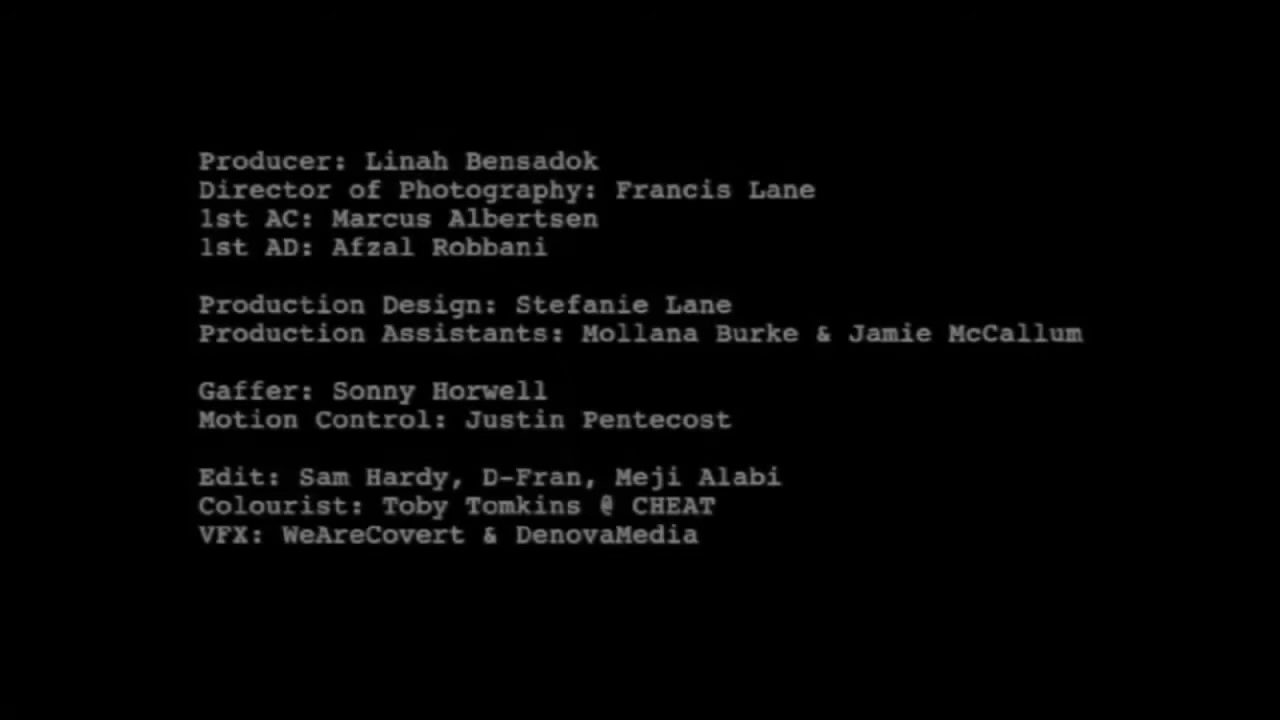 Producer: Linah Bensadok
Director of Photography: Francis Lane
1st AC: Marcus Albertsen
1st AD: Afzal Robbani
Production Design: Stefanie Lane
Production Assistants: Mollana Burke & Jamie McCallum
Gaffer: Sonny Horwell
Motion Control: Justin Pentecost
Edit: Sam Hardy, D-Fran, Meji Alabi
Colourist: Toby Tomkins @ CHEAT
VFX: WeAreCovert & DenovaMedia